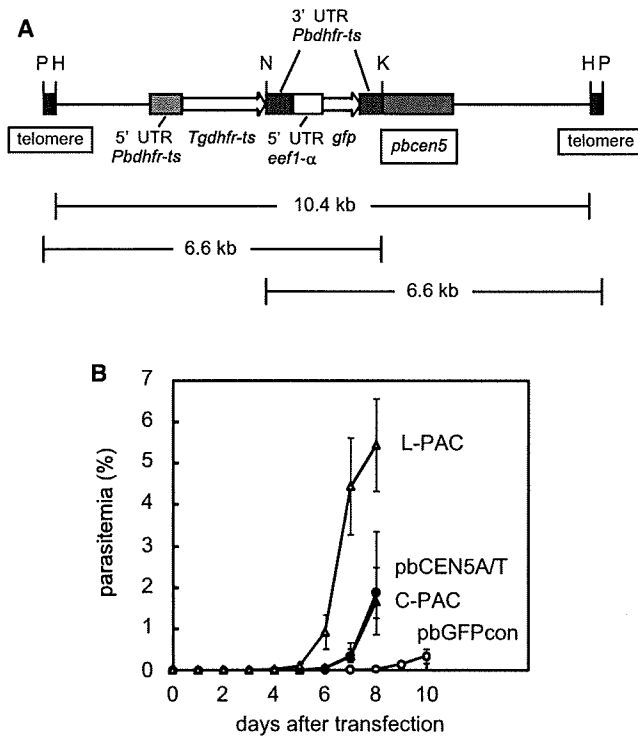 A
3′ UTR
Pbdhfr-ts
P H N K H P
telomere
5′ UTR
Pbdhfr-ts
Tgdhfr-ts
5′ UTR
eef1-α
gfp
pbcen5
telomere
10.4 kb
6.6 kb
6.6 kb
B
7
6
5
4
3
2
1
0
parasitemia (%)
L-PAC
pbCEN5A/T
C-PAC
pbGFPcon
0 2 4 6 8 10
days after transfection